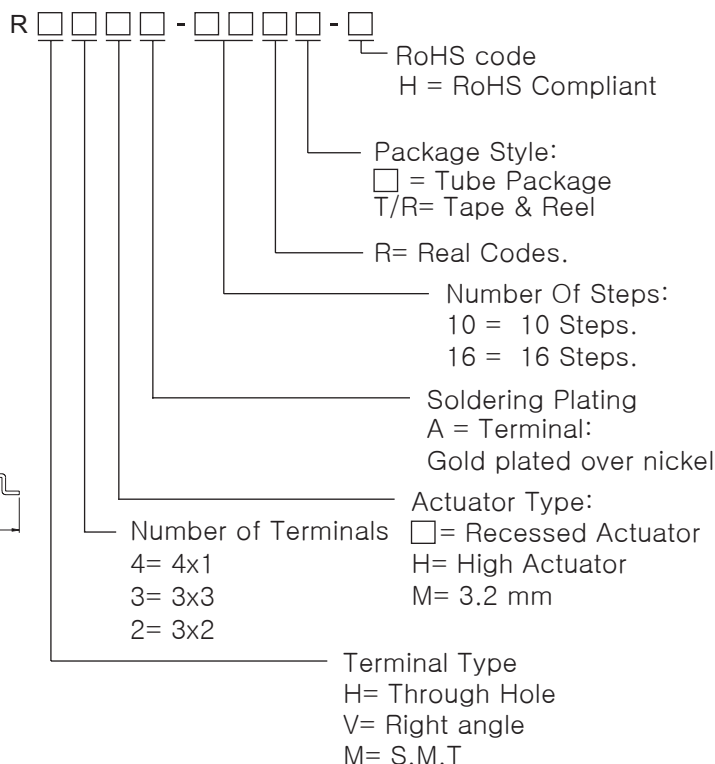 R □ □ □ □ - □ □ □ □ - □
RoHS code
H = RoHS Compliant
Package Style:
□ = Tube Package
T/R= Tape & Reel
R= Real Codes.
Number Of Steps:
10 = 10 Steps.
16 = 16 Steps.
Soldering Plating
A = Terminal:
Gold plated over nickel
Actuator Type:
□= Recessed Actuator
H= High Actuator
M= 3.2 mm
Number of Terminals
4= 4x1
3= 3x3
2= 3x2
Terminal Type
H= Through Hole
V= Right angle
M= S.M.T